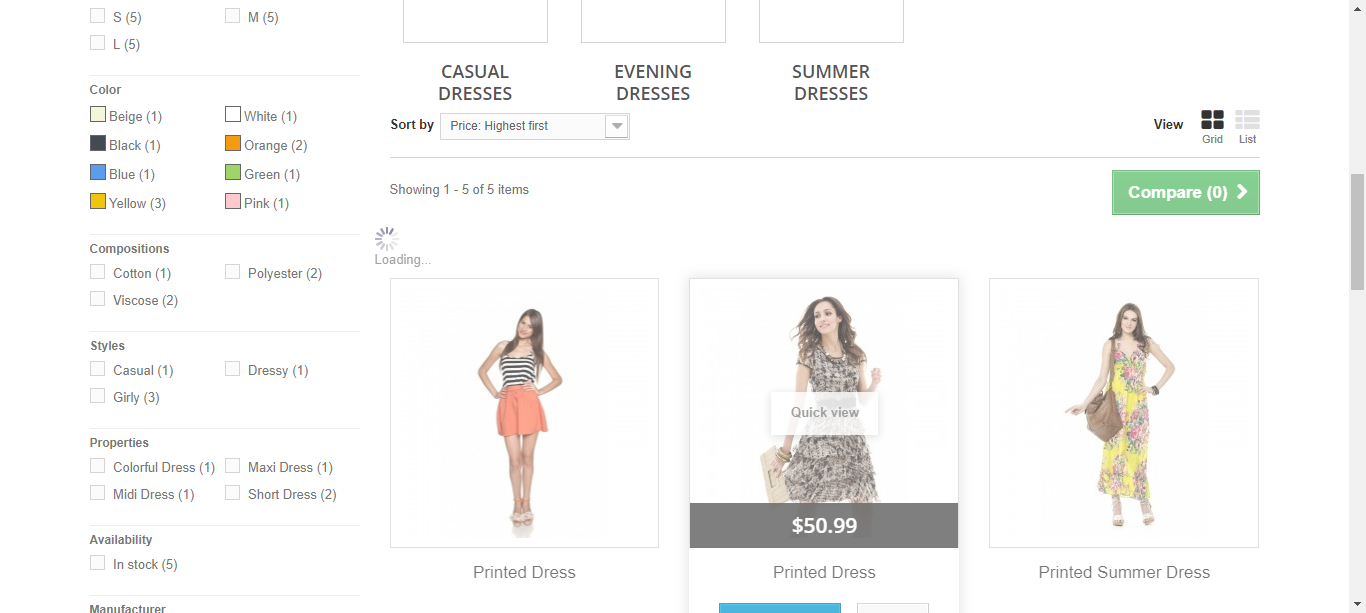 S (5)
M (5)
L (5)
Color
Beige (1)
White (1)
Black (1)
Orange (2)
Blue (1)
Green (1)
Yellow (3)
Pink (1)
Compositions
Cotton (1)
Polyester (2)
Viscose (2)
Styles
Casual (1)
Dressy (1)
Girly (3)
Properties
Colorful Dress (1)
Maxi Dress (1)
Midi Dress (1)
Short Dress (2)
Availability
In stock (5)
Manufacturer
CASUAL
DRESSES
EVENING
DRESSES
SUMMER
DRESSES
Sort by
Price: Highest first
View
Grid
List
Showing 1 - 5 of 5 items
Compare (0)
Loading...
Quick view
$50.99
Printed Dress
Printed Dress
Printed Summer Dress